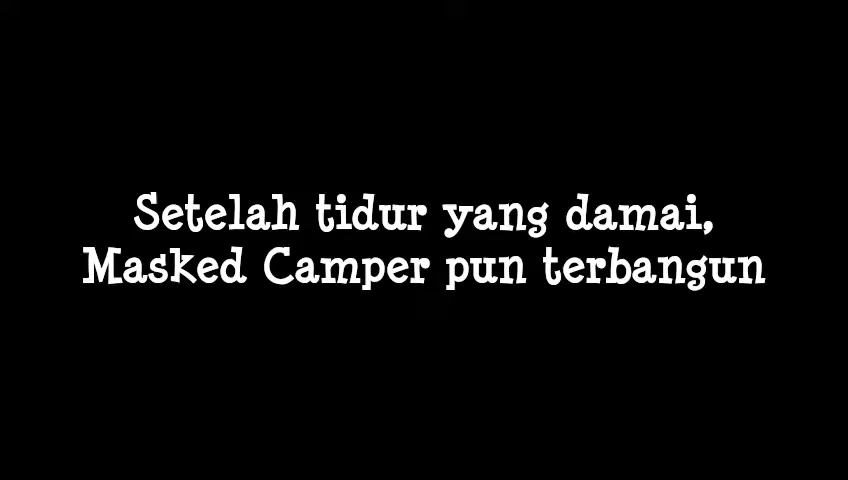 Setelah tidur yang damai,
Masked Camper pun terbangun